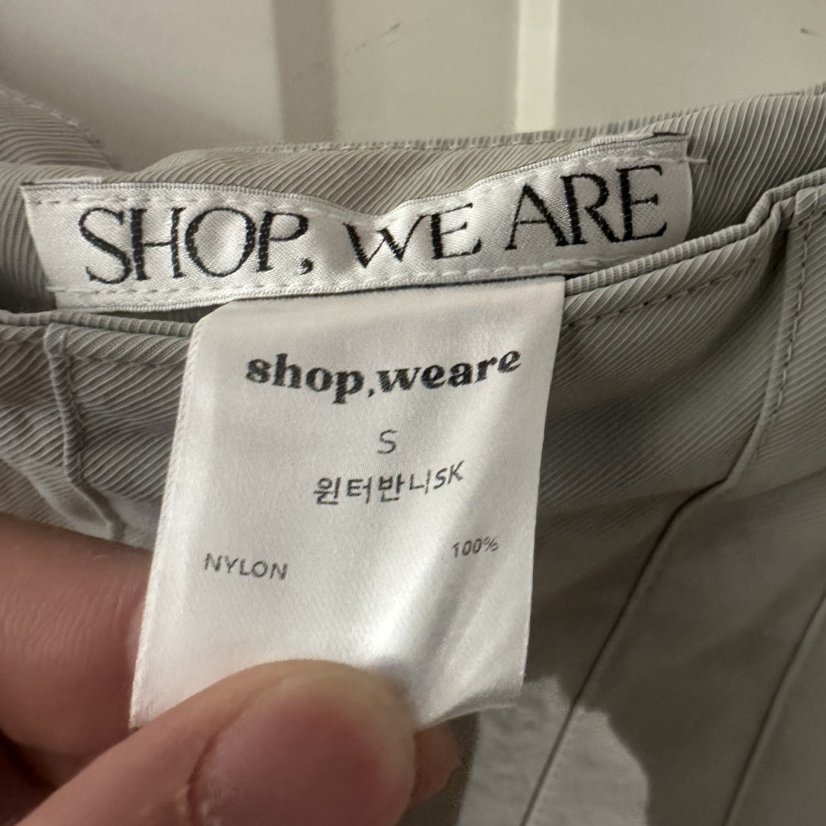 SHOP, WE ARE
shop,weare
S
윈터반니SK
NYLON 100%